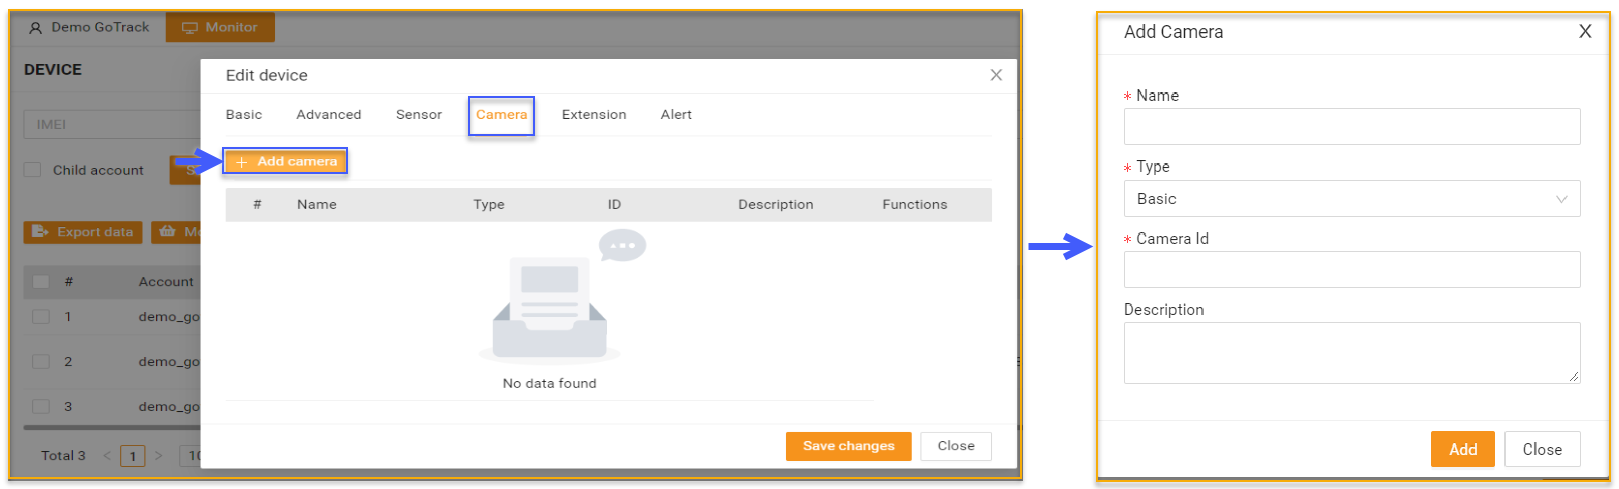 Demo GoTrack Monitor
DEVICE
IMEI
Child account
Export data
# Account
1 demo_go
2 demo_go
3 demo_go
Total 3 < 1 > 10
Edit device X
Basic Advanced Sensor Camera Extension Alert
+ Add camera
# Name Type ID Description Functions
No data found
Save changes Close
Add Camera X
* Name
* Type
Basic
* Camera Id
Description
Add Close